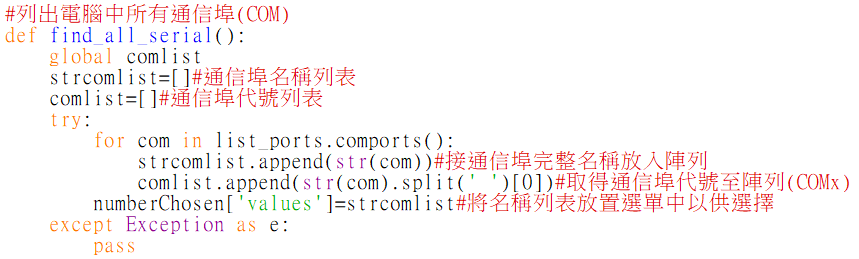 #列出電腦中所有通信埠(COM)
def find_all_serial():
    global comlist
    strcomlist=[]#通信埠名稱列表
    comlist=[]#通信埠代號列表
    try:
        for com in list_ports.comports():
            strcomlist.append(str(com))#接通信埠完整名稱放入陣列
            comlist.append(str(com).split(' ')[0])#取得通信埠代號至陣列(COMx)
        numberChosen['values']=strcomlist#將名稱列表放置選單中以供選擇
    except Exception as e:
        pass